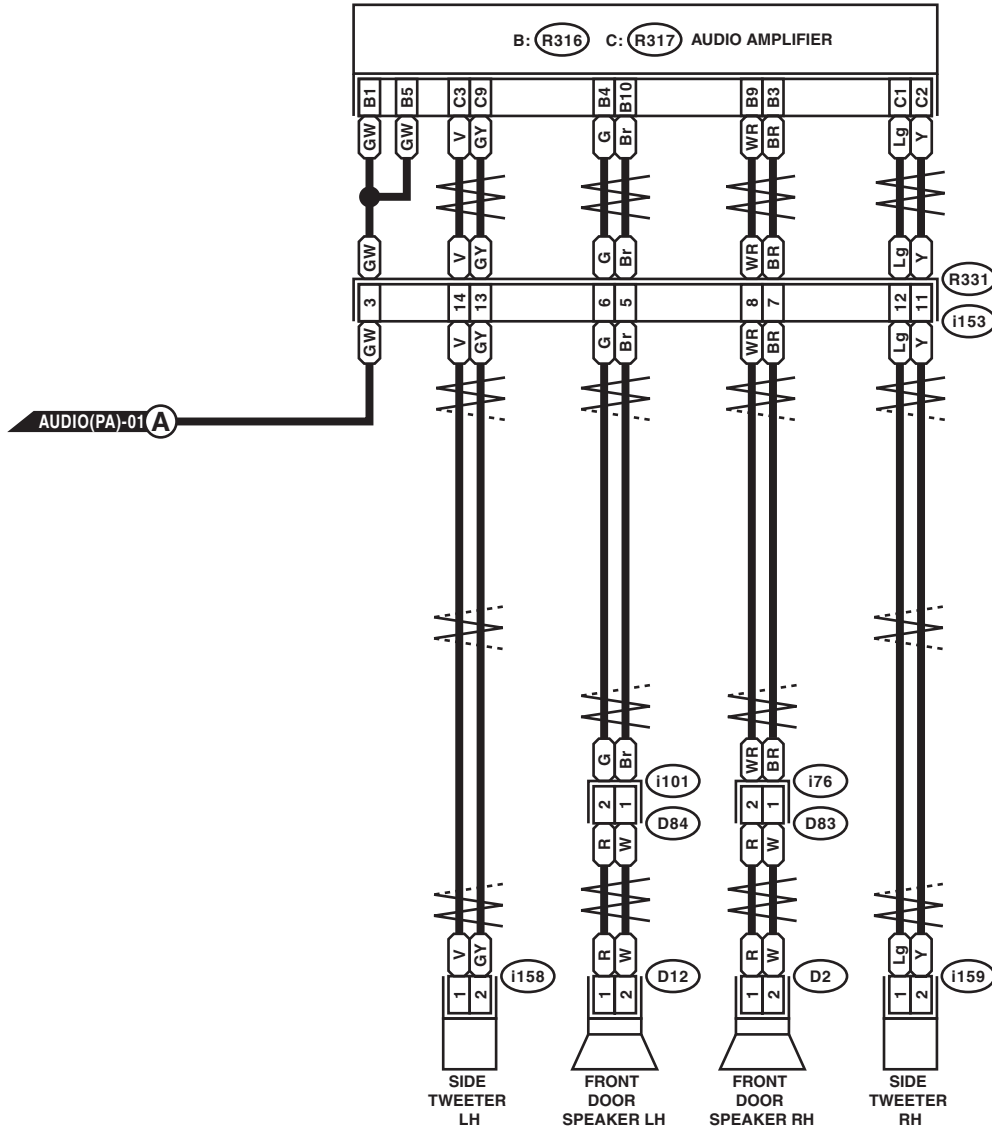 B: R316 C: R317 AUDIO AMPLIFIER
B1 B5 C3 C9 B4 B10 B9 B3 C1 C2
GW GW V GY G Br WR BR Lg Y
GW V GY G Br WR BR Lg Y
R331
3 14 13 6 5 8 7 12 11
i153
GW V GY G Br WR BR Lg Y
AUDIO(PA)-01 A
G Br WR BR
i101 i76
2 1 2 1
D84 D83
R W R W
V GY R W R W Lg Y
i158 D12 D2 i159
1 2 1 2 1 2 1 2
SIDE
TWEETER
LH
FRONT
DOOR
SPEAKER LH
FRONT
DOOR
SPEAKER RH
SIDE
TWEETER
RH